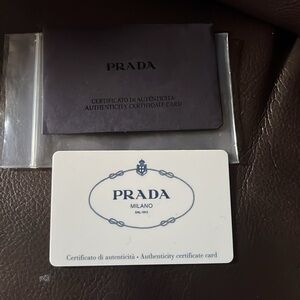 PRADA
CERTIFICATO DI AUTENTICITÀ
AUTHENTICITY CERTIFICATE CARD
PRADA
MILANO
DAL 1913
Certificato di autenticità • Authenticity certificate card